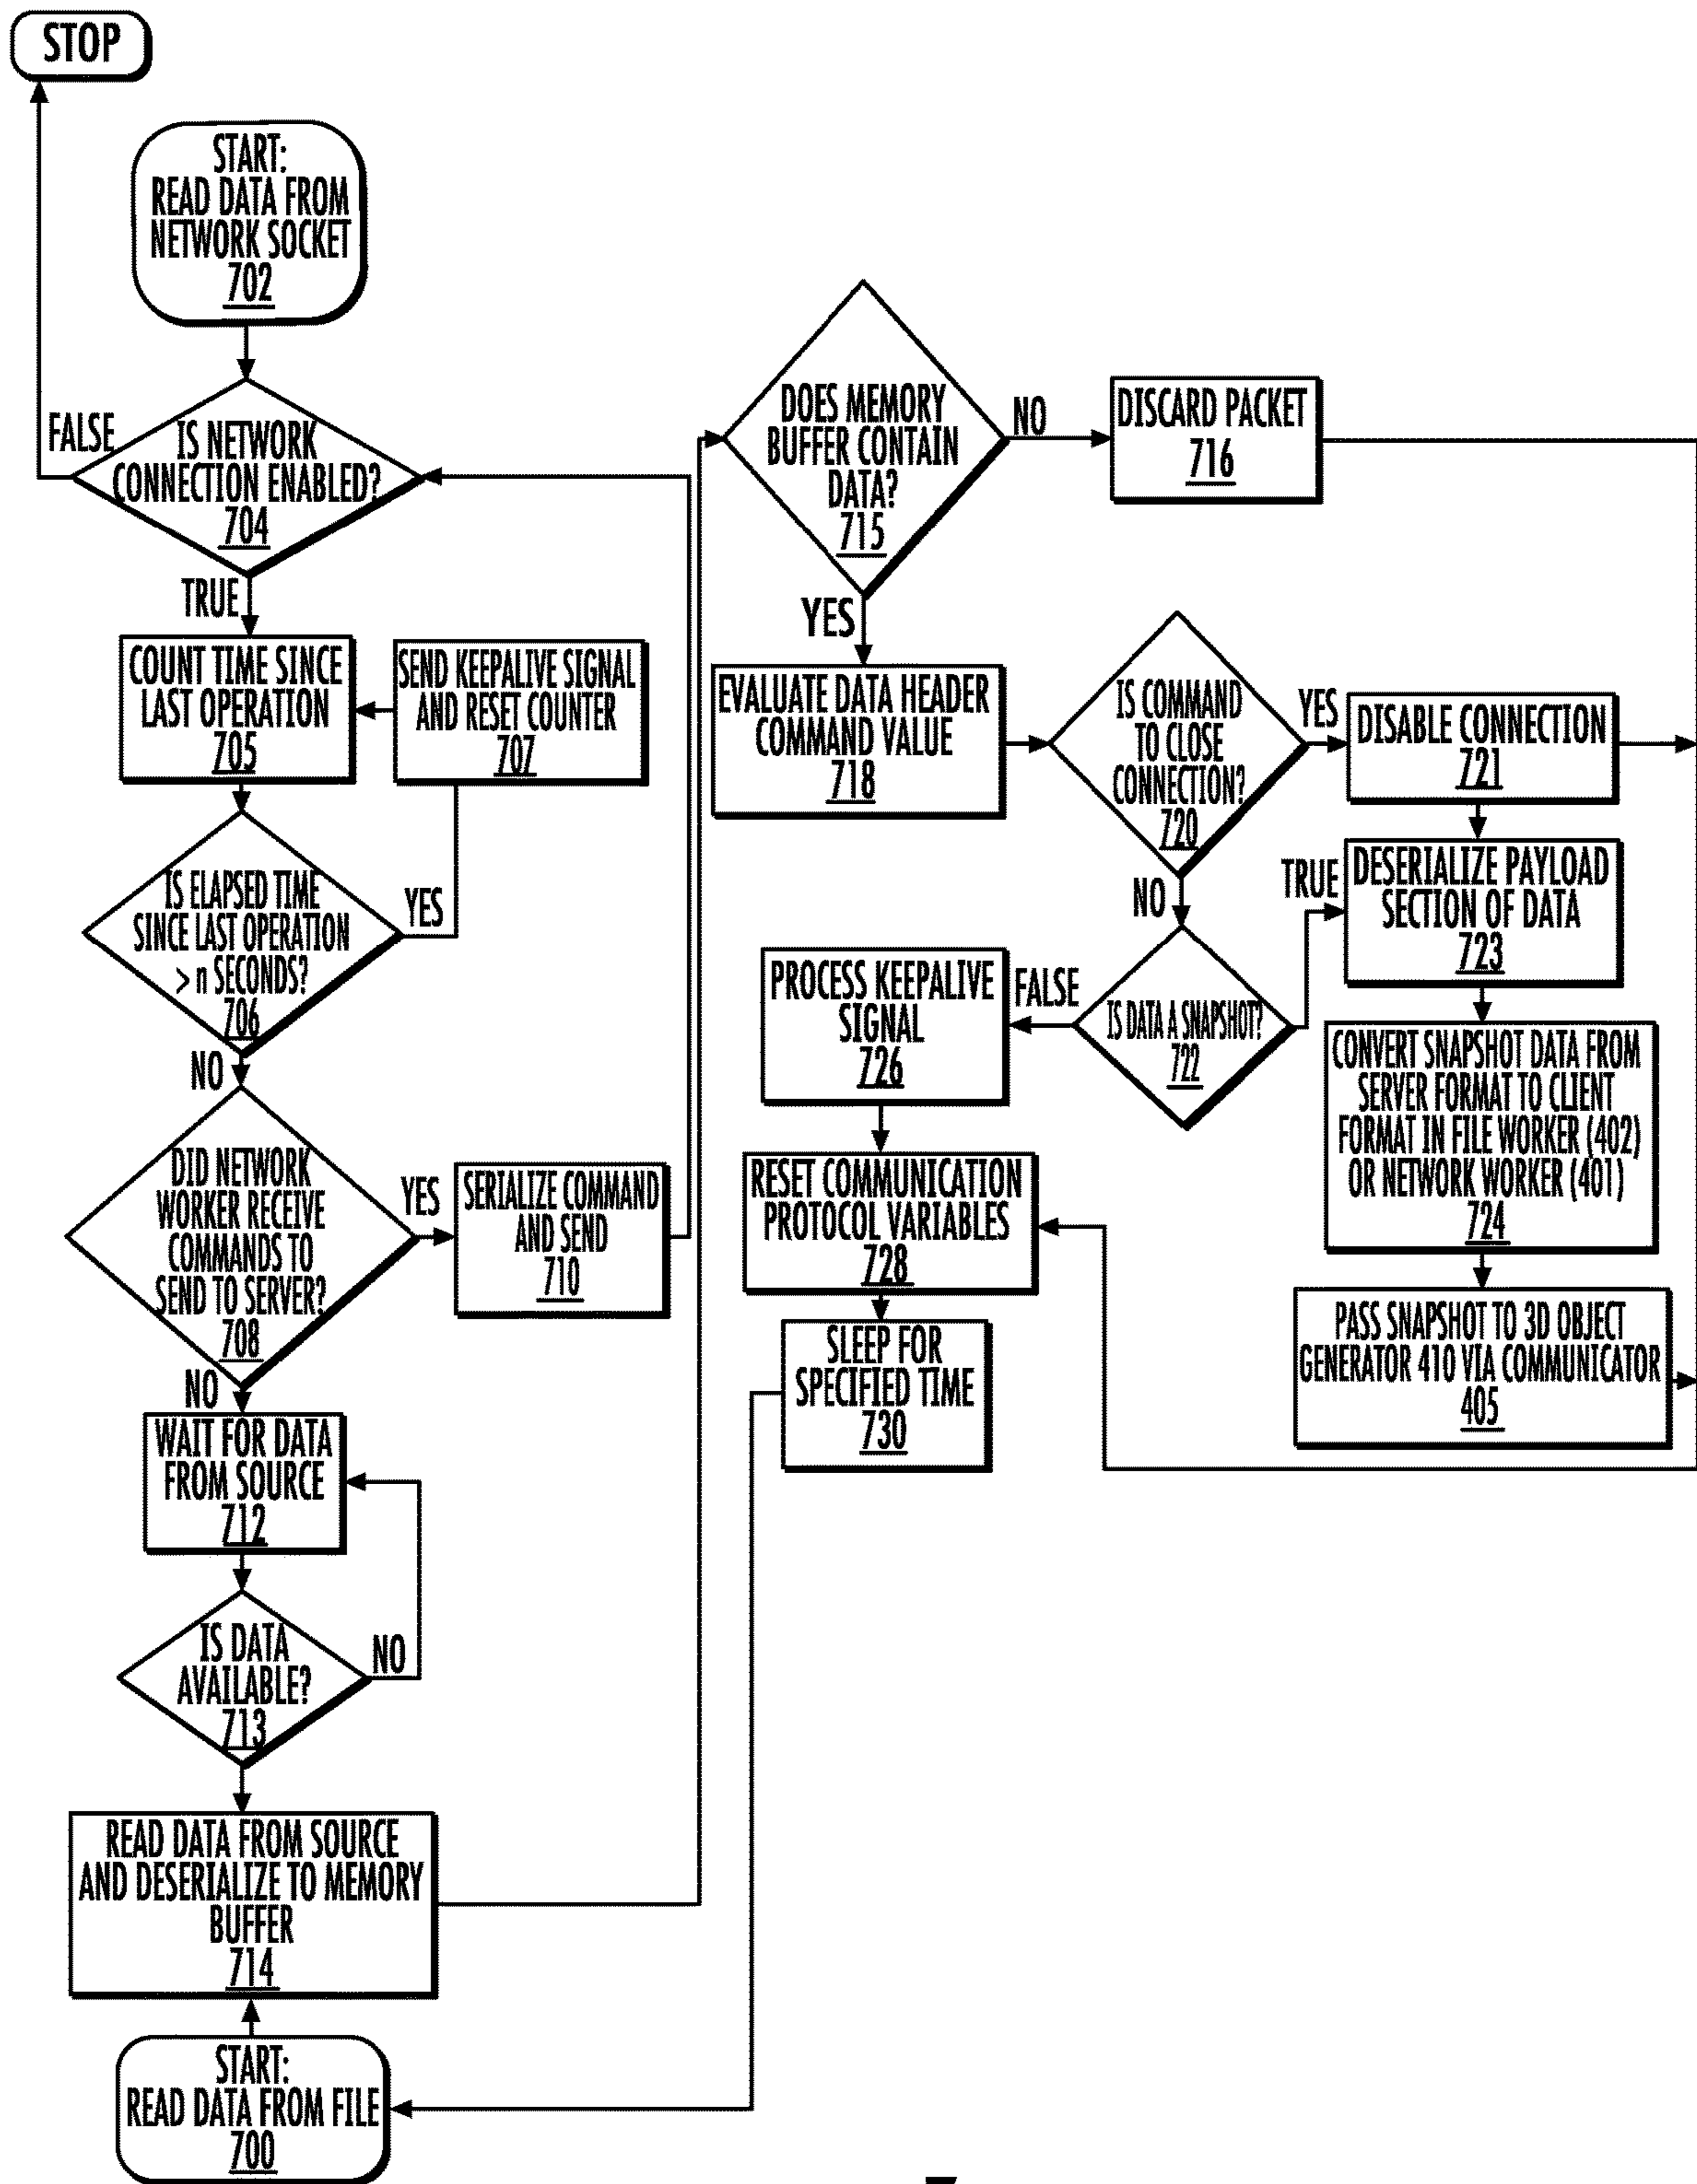 STOP
START:
READ DATA FROM
NETWORK SOCKET
702
FALSE
IS NETWORK
CONNECTION ENABLED?
704
TRUE
COUNT TIME SINCE
LAST OPERATION
705
SEND KEEPALIVE SIGNAL
AND RESET COUNTER
707
IS ELAPSED TIME
SINCE LAST OPERATION
> n SECONDS?
706
YES
NO
DID NETWORK
WORKER RECEIVE
COMMANDS TO
SEND TO SERVER?
708
YES
SERIALIZE COMMAND
AND SEND
710
NO
WAIT FOR DATA
FROM SOURCE
712
IS DATA
AVAILABLE?
713
NO
READ DATA FROM SOURCE
AND DESERIALIZE TO MEMORY
BUFFER
714
START:
READ DATA FROM FILE
700
DOES MEMORY
BUFFER CONTAIN
DATA?
715
NO
DISCARD PACKET
716
YES
EVALUATE DATA HEADER
COMMAND VALUE
718
IS COMMAND
TO CLOSE
CONNECTION?
720
YES
DISABLE CONNECTION
721
NO
IS DATA A SNAPSHOT?
722
TRUE
DESERIALIZE PAYLOAD
SECTION OF DATA
723
FALSE
PROCESS KEEPALIVE
SIGNAL
726
CONVERT SNAPSHOT DATA FROM
SERVER FORMAT TO CLIENT
FORMAT IN FILE WORKER (402)
OR NETWORK WORKER (401)
724
RESET COMMUNICATION
PROTOCOL VARIABLES
728
PASS SNAPSHOT TO 3D OBJECT
GENERATOR 410 VIA COMMUNICATOR
405
SLEEP FOR
SPECIFIED TIME
730